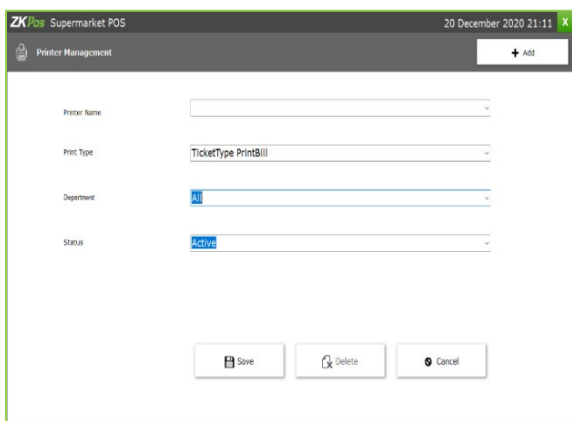 ZKPos Supermarket POS 20 December 2020 21:11 X
Printer Management + Add
Printer Name
Print Type TicketType PrintBill
Department All
Status Active
Save Delete Cancel